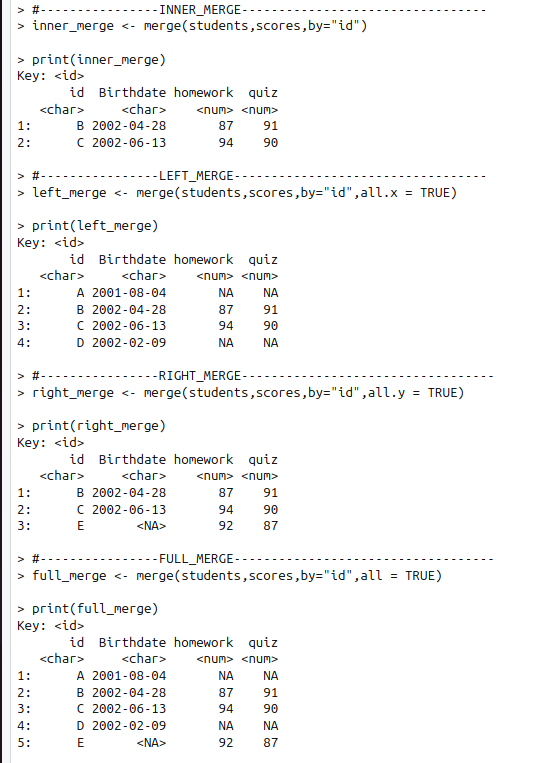 > #----------------INNER_MERGE---------------------------------
> inner_merge <- merge(students,scores,by="id")
> print(inner_merge)
Key: <id>
id Birthdate homework quiz
<char> <char> <num> <num>
1: B 2002-04-28 87 91
2: C 2002-06-13 94 90
> #----------------LEFT_MERGE----------------------------------
> left_merge <- merge(students,scores,by="id",all.x = TRUE)
> print(left_merge)
Key: <id>
id Birthdate homework quiz
<char> <char> <num> <num>
1: A 2001-08-04 NA NA
2: B 2002-04-28 87 91
3: C 2002-06-13 94 90
4: D 2002-02-09 NA NA
> #----------------RIGHT_MERGE----------------------------------
> right_merge <- merge(students,scores,by="id",all.y = TRUE)
> print(right_merge)
Key: <id>
id Birthdate homework quiz
<char> <char> <num> <num>
1: B 2002-04-28 87 91
2: C 2002-06-13 94 90
3: E <NA> 92 87
> #----------------FULL_MERGE-----------------------------------
> full_merge <- merge(students,scores,by="id",all = TRUE)
> print(full_merge)
Key: <id>
id Birthdate homework quiz
<char> <char> <num> <num>
1: A 2001-08-04 NA NA
2: B 2002-04-28 87 91
3: C 2002-06-13 94 90
4: D 2002-02-09 NA NA
5: E <NA> 92 87